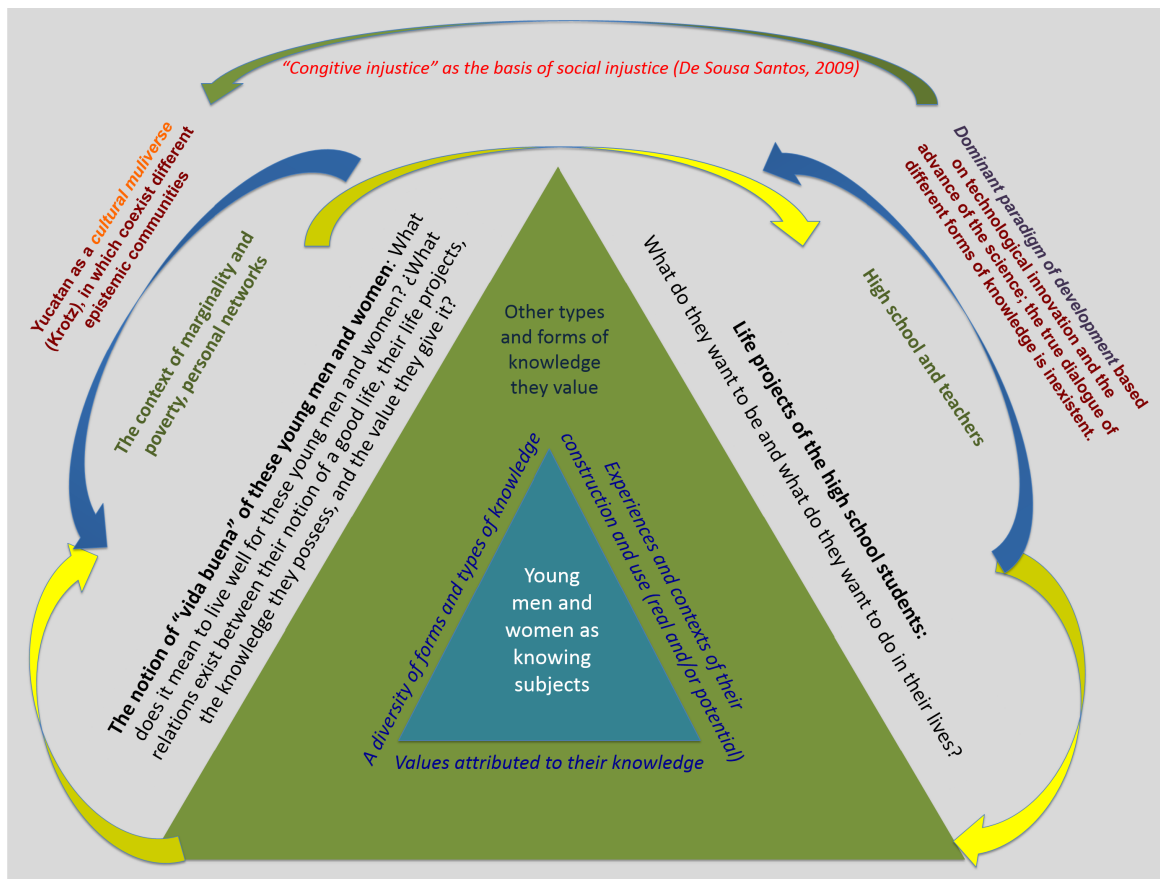 “Congitive injustice” as the basis of social injustice (De Sousa Santos, 2009)
Yucatan as a cultural muliverse
(Krotz), in which coexist different
epistemic communities
The context of marginality and
poverty, personal networks
The notion of “vida buena” of these young men and women: What
does it mean to live well for these young men and women? ¿What
relations exist between their notion of a good life, their life projects,
the knowledge they possess, and the value they give it?
Other types
and forms of
knowledge
they value
A diversity of forms and types of knowledge
Experiences and contexts of their
construction and use (real and/or potential)
Young
men and
women as
knowing
subjects
Values attributed to their knowledge
Life projects of the high school students:
What do they want to be and what do they want to do in their lives?
High school and teachers
Dominant paradigm of development based
on technological innovation and the
advance of the science; the true dialogue of
different forms of knowledge is inexistent.